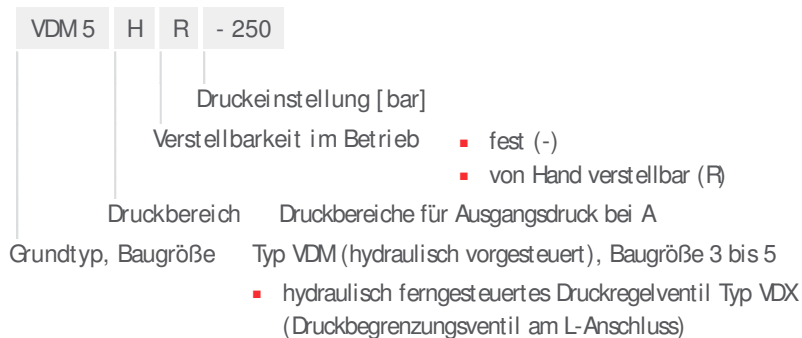 VDM 5 H R - 250
Druckeinstellung [bar]
Verstellbarkeit im Betrieb
fest (-)
von Hand verstellbar (R)
Druckbereich Druckbereiche für Ausgangsdruck bei A
Grundtyp, Baugröße Typ VDM (hydraulisch vorgesteuert), Baugröße 3 bis 5
hydraulisch ferngesteuertes Druckregelventil Typ VDX
(Druckbegrenzungsventil am L-Anschluss)